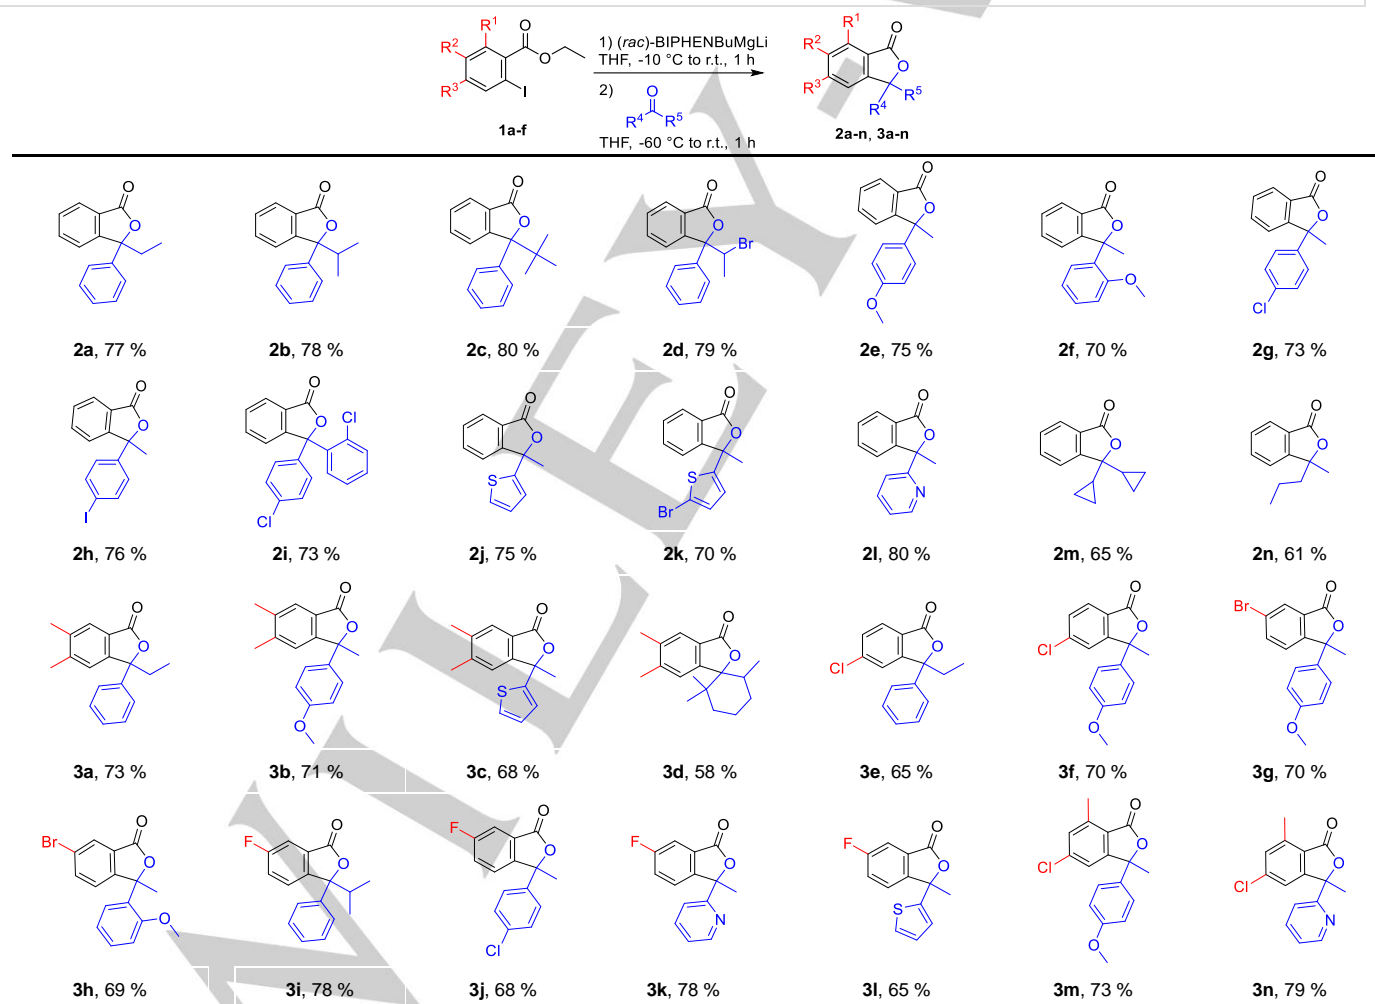 R1
O
R2
O
R3
I
1a-f
1) (rac)-BIPHENBuMgLi
THF, -10 °C to r.t., 1 h
2)
O
R4 R5
THF, -60 °C to r.t., 1 h
R1
O
R2
O
R3
R4 R5
2a-n, 3a-n
O O O O O O O
O O O O O O O
Br
O
O
Cl
2a, 77 % 2b, 78 % 2c, 80 % 2d, 79 % 2e, 75 % 2f, 70 % 2g, 73 %
O O O O O O O
O O O O O O O
Cl
S S N
I Cl Br
2h, 76 % 2i, 73 % 2j, 75 % 2k, 70 % 2l, 80 % 2m, 65 % 2n, 61 %
O O O O O O O
O O O O O O O
Cl Cl Br
S
O O O
3a, 73 % 3b, 71 % 3c, 68 % 3d, 58 % 3e, 65 % 3f, 70 % 3g, 70 %
O O O O O O O
Br F F F F Cl Cl
O O O O O O O
O N S N
Cl O
3h, 69 % 3i, 78 % 3j, 68 % 3k, 78 % 3l, 65 % 3m, 73 % 3n, 79 %
WILEY-